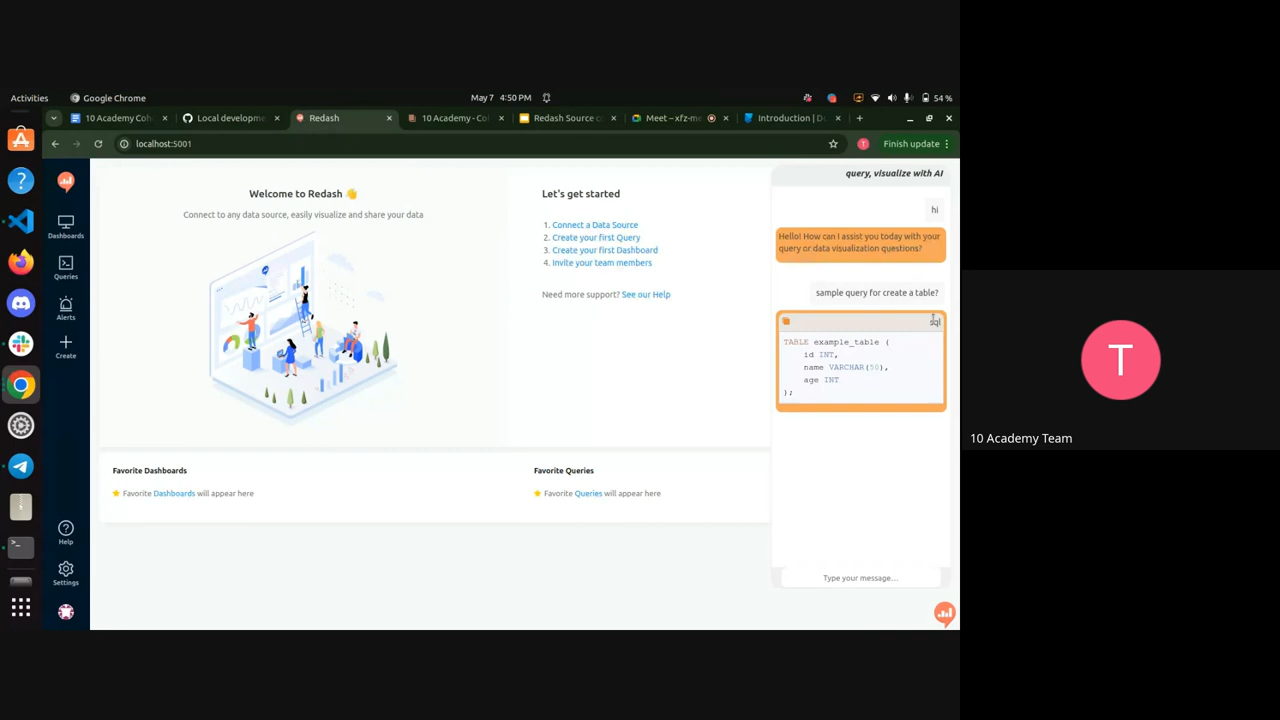 Activities
Google Chrome
May 7 4:50 PM
54 %
10 Academy Coh
Local developme
Redash
10 Academy - Co
Redash Source c
Meet – xfz-m
Introduction | D
localhost:5001
T
Finish update
Dashboards
Queries
Alerts
Create
Help
Settings
Welcome to Redash 👋
Connect to any data source, easily visualize and share your data
Let's get started
1. Connect a Data Source
2. Create your first Query
3. Create your first Dashboard
4. Invite your team members
Need more support? See our Help
Favorite Dashboards
Favorite Dashboards will appear here
Favorite Queries
Favorite Queries will appear here
query, visualize with AI
hi
Hello! How can I assist you today with your
query or data visualization questions?
sample query for create a table?
sql
TABLE example_table (
id INT,
name VARCHAR(50),
age INT
);
Type your message...
T
10 Academy Team